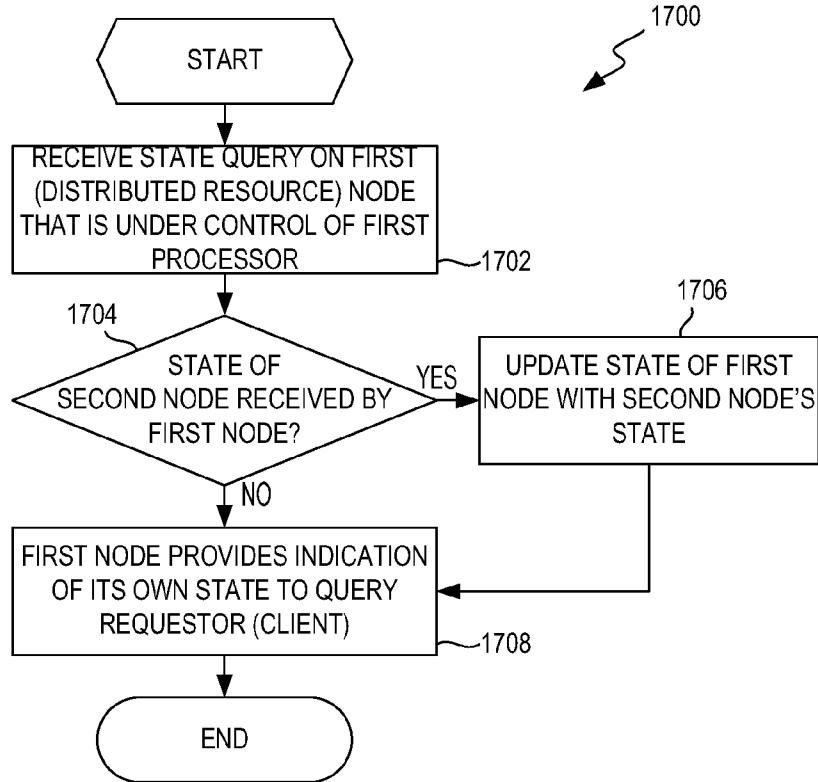 1700
START
RECEIVE STATE QUERY ON FIRST
(DISTRIBUTED RESOURCE) NODE
THAT IS UNDER CONTROL OF FIRST
PROCESSOR
1702
1704
STATE OF
SECOND NODE RECEIVED BY
FIRST NODE?
YES
1706
UPDATE STATE OF FIRST
NODE WITH SECOND NODE'S
STATE
NO
FIRST NODE PROVIDES INDICATION
OF ITS OWN STATE TO QUERY
REQUESTOR (CLIENT)
1708
END